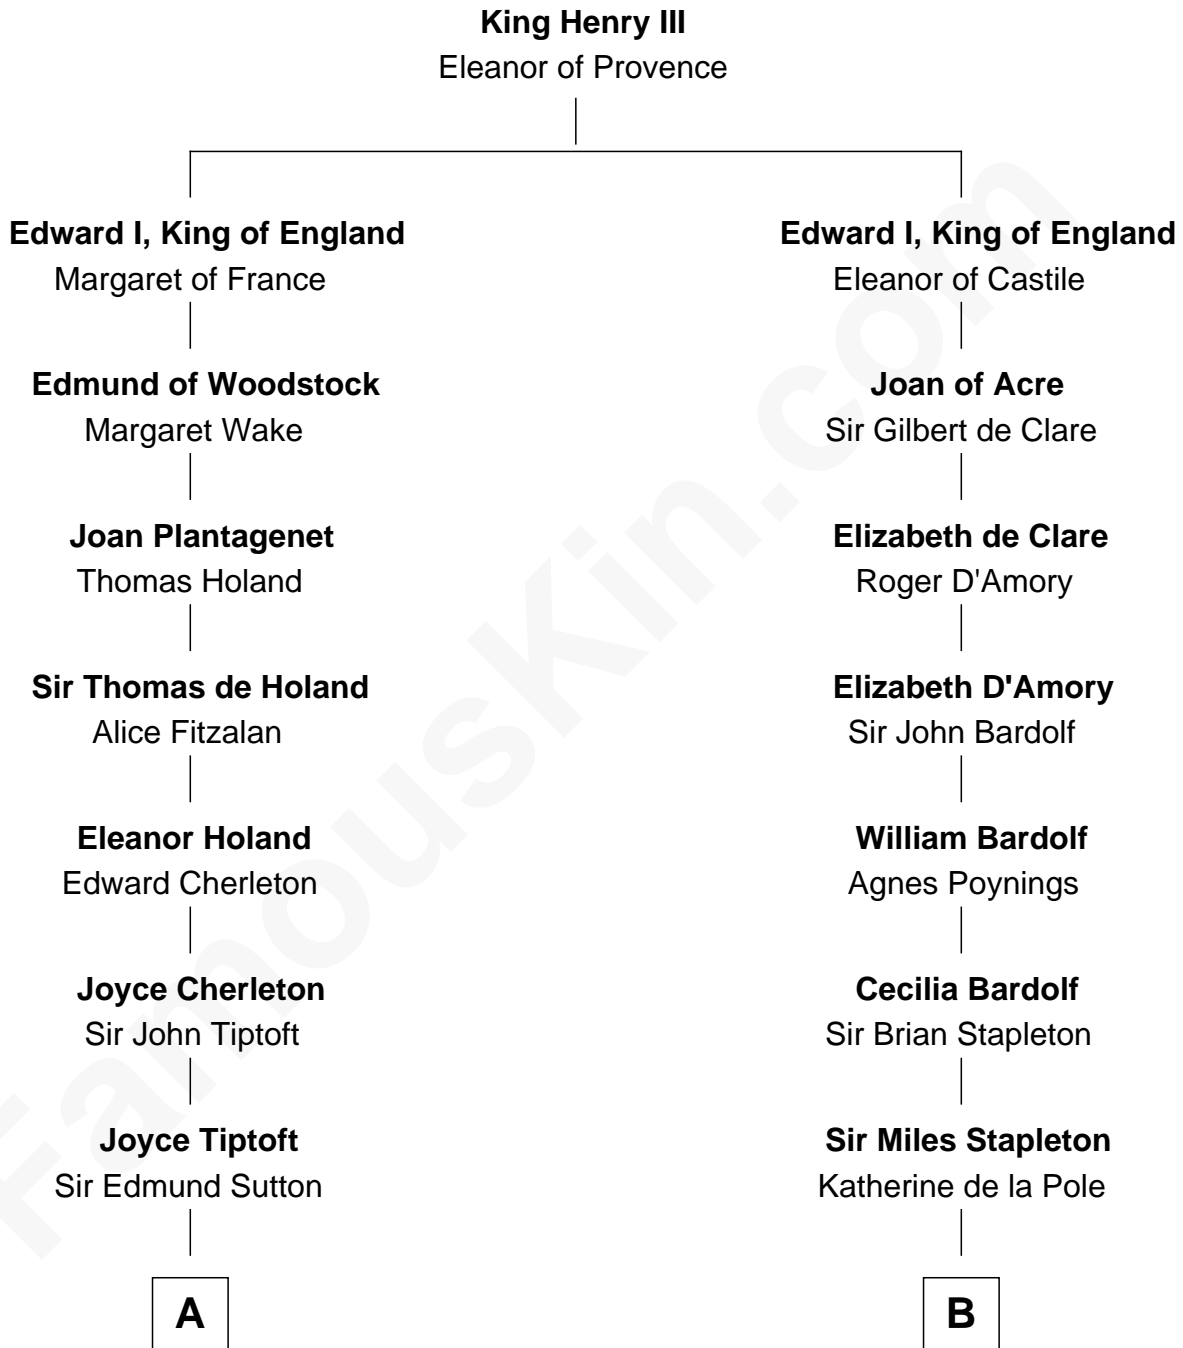 King Henry III
Eleanor of Provence
Edward I, King of England
Margaret of France
Edward I, King of England
Eleanor of Castile
Edmund of Woodstock
Margaret Wake
Joan of Acre
Sir Gilbert de Clare
Joan Plantagenet
Thomas Holand
Elizabeth de Clare
Roger D'Amory
Sir Thomas de Holand
Alice Fitzalan
Elizabeth D'Amory
Sir John Bardolf
Eleanor Holand
Edward Cherleton
William Bardolf
Agnes Poynings
Joyce Cherleton
Sir John Tiptoft
Cecilia Bardolf
Sir Brian Stapleton
Joyce Tiptoft
Sir Edmund Sutton
Sir Miles Stapleton
Katherine de la Pole
A
B
FamousKin.com